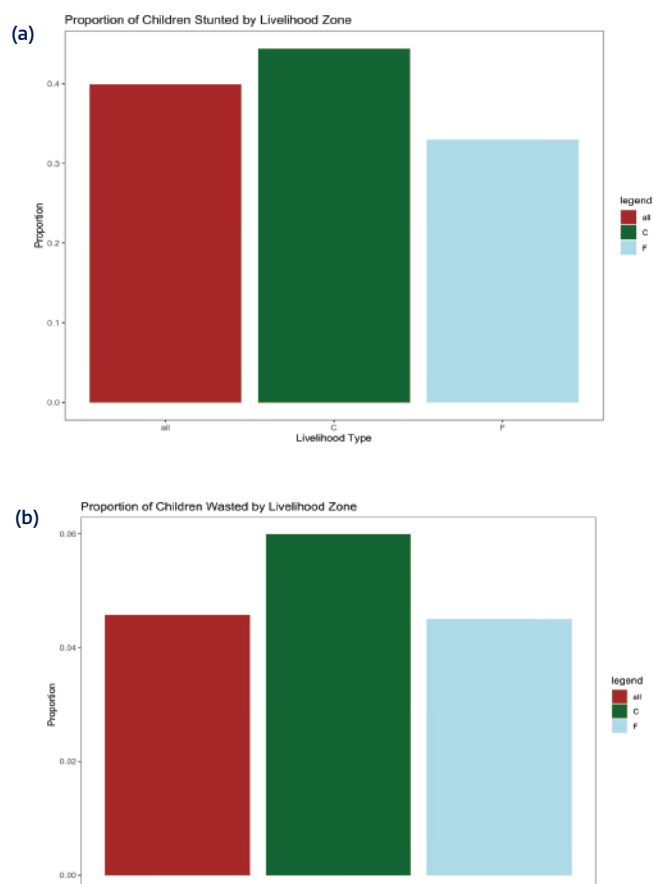 (a)
Proportion of Children Stunted by Livelihood Zone
0.4
0.3
0.2
0.1
0.0
Proportion
all
C
F
Livelihood Type
legend
all
C
F
(b)
Proportion of Children Wasted by Livelihood Zone
0.06
0.04
0.02
0.00
Proportion
legend
all
C
F